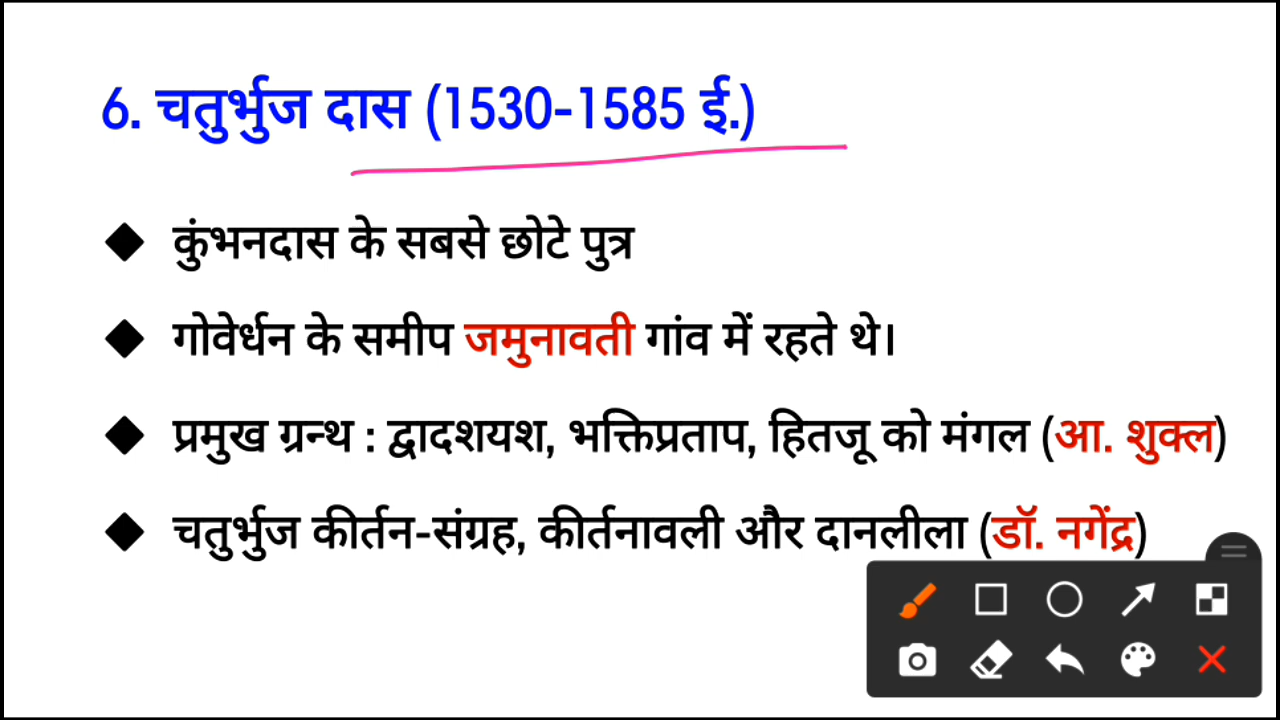 6. चतुर्भुज दास (1530-1585 ई.)
◆ कुंभनदास के सबसे छोटे पुत्र
◆ गोवेर्धन के समीप जमुनावती गांव में रहते थे।
◆ प्रमुख ग्रन्थ : द्वादशयश, भक्तिप्रताप, हितजू को मंगल (आ. शुक्ल)
◆ चतुर्भुज कीर्तन-संग्रह, कीर्तनावली और दानलीला (डॉ. नगेंद्र)